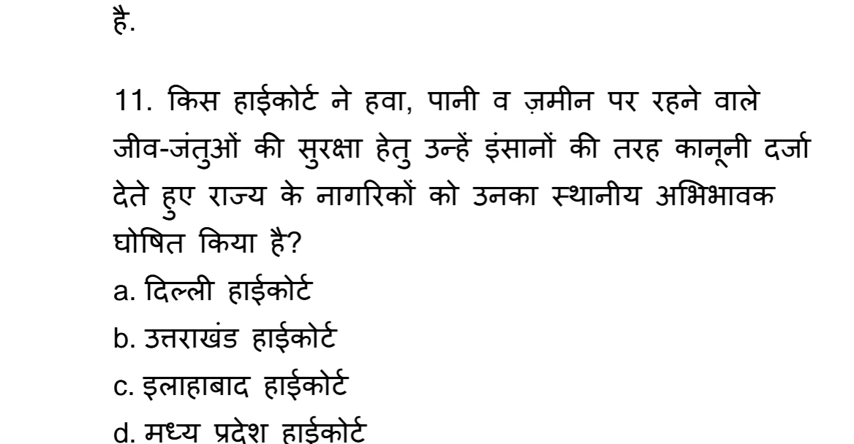 है.
11. किस हाईकोर्ट ने हवा, पानी व ज़मीन पर रहने वाले
जीव-जंतुओं की सुरक्षा हेतु उन्हें इंसानों की तरह कानूनी दर्जा
देते हुए राज्य के नागरिकों को उनका स्थानीय अभिभावक
घोषित किया है?
a. दिल्ली हाईकोर्ट
b. उत्तराखंड हाईकोर्ट
c. इलाहाबाद हाईकोर्ट
d. मध्य प्रदेश हाईकोर्ट